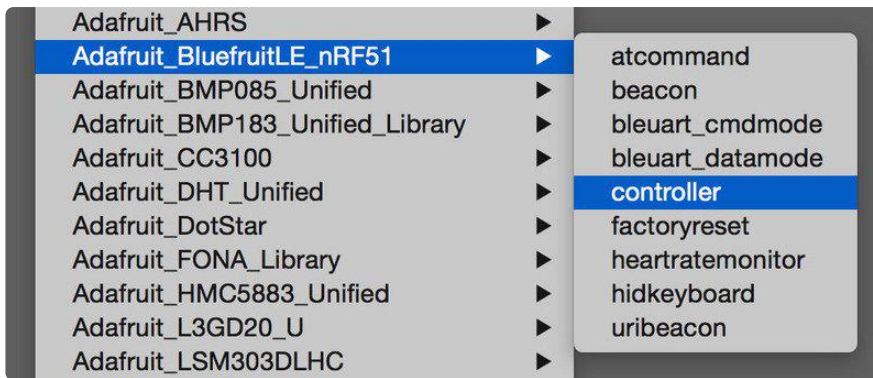 Adafruit_AHRS
Adafruit_BluefruitLE_nRF51
Adafruit_BMP085_Unified
Adafruit_BMP183_Unified_Library
Adafruit_CC3100
Adafruit_DHT_Unified
Adafruit_DotStar
Adafruit_FONA_Library
Adafruit_HMC5883_Unified
Adafruit_L3GD20_U
Adafruit_LSM303DLHC
atcommand
beacon
bleuart_cmdmode
bleuart_datamode
controller
factoryreset
heartratemonitor
hidkeyboard
uribeacon